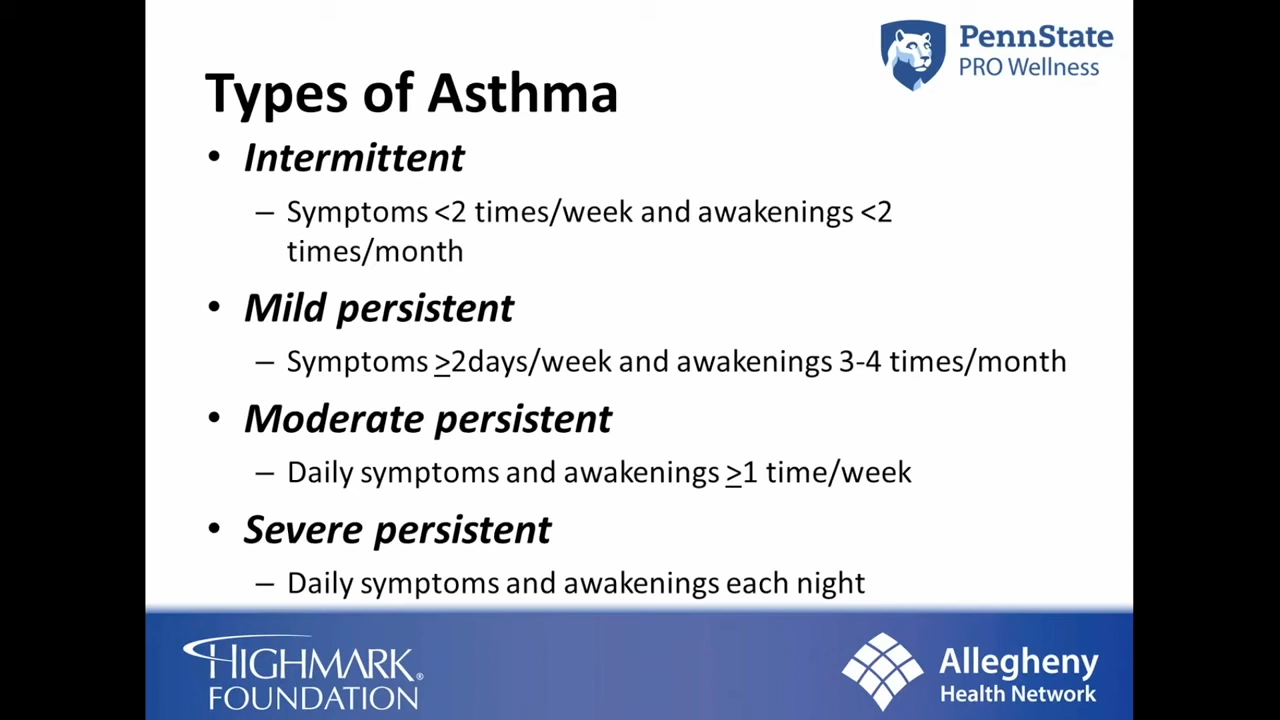 PennState
PRO Wellness
Types of Asthma
• Intermittent
– Symptoms <2 times/week and awakenings <2
times/month
• Mild persistent
– Symptoms >2days/week and awakenings 3-4 times/month
• Moderate persistent
– Daily symptoms and awakenings >1 time/week
• Severe persistent
– Daily symptoms and awakenings each night
HIGHMARK®
FOUNDATION
Allegheny
Health Network